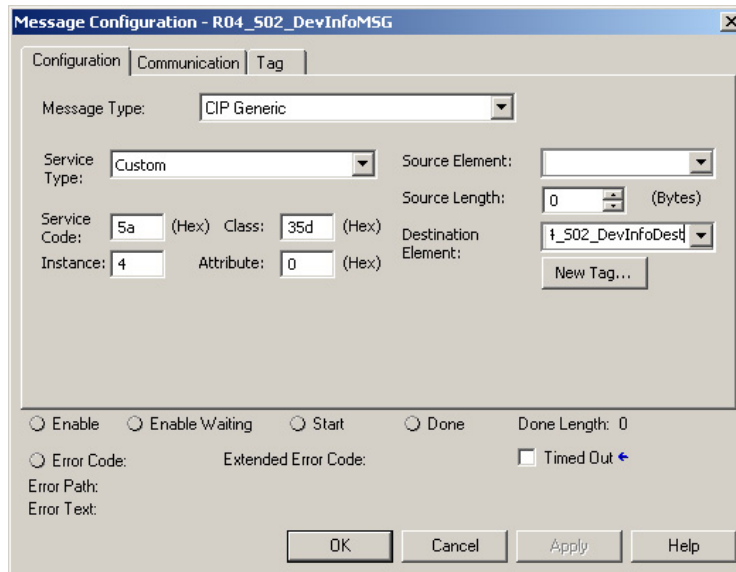 Message Configuration - R04_S02_DevInfoMSG
Configuration Communication Tag
Message Type: CIP Generic
Service Type: Custom
Source Element:
Source Length: 0 (Bytes)
Service Code: 5a (Hex) Class: 35d (Hex)
Destination Element: 4_S02_DevInfoDest
Instance: 4 Attribute: 0 (Hex)
New Tag...
Enable Enable Waiting Start Done Done Length: 0
Error Code: Extended Error Code: Timed Out
Error Path:
Error Text:
OK Cancel Apply Help